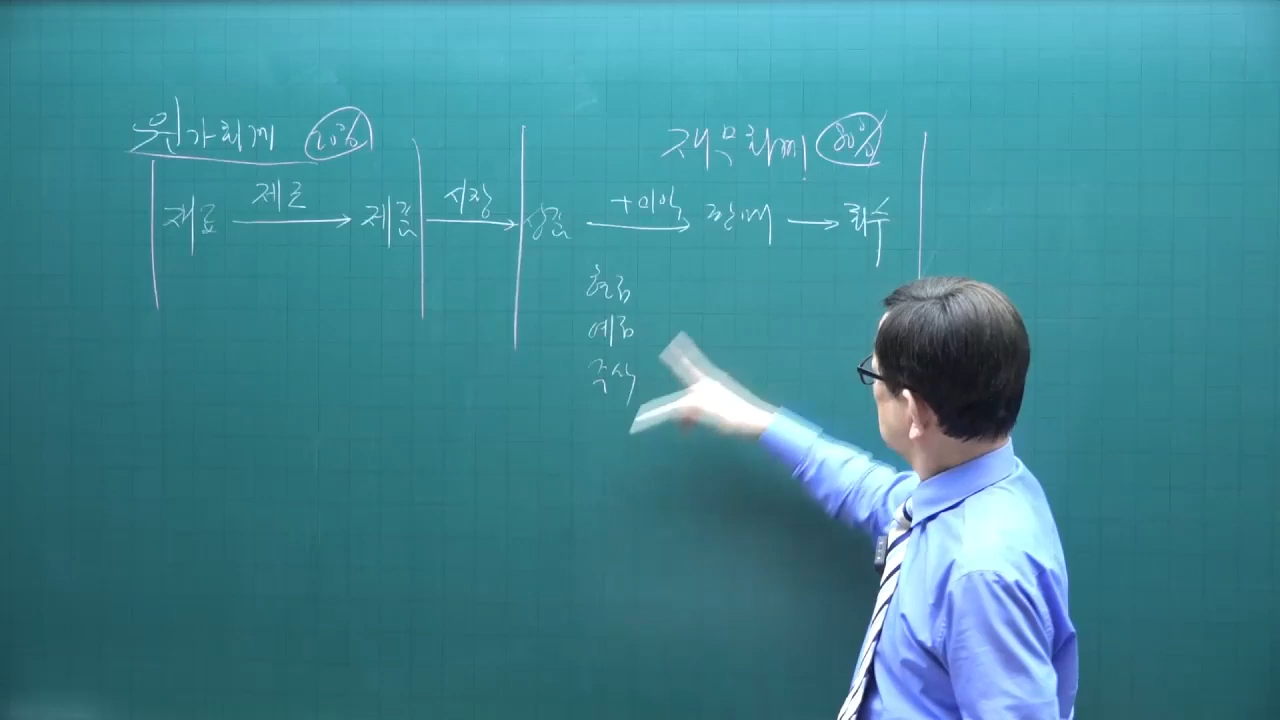 원가회계 20%
재무회계 80%
재료 → 제조 → 제품 → 시장 → 상품 → +이익 → 판매 → 회수
현금
예금
주식